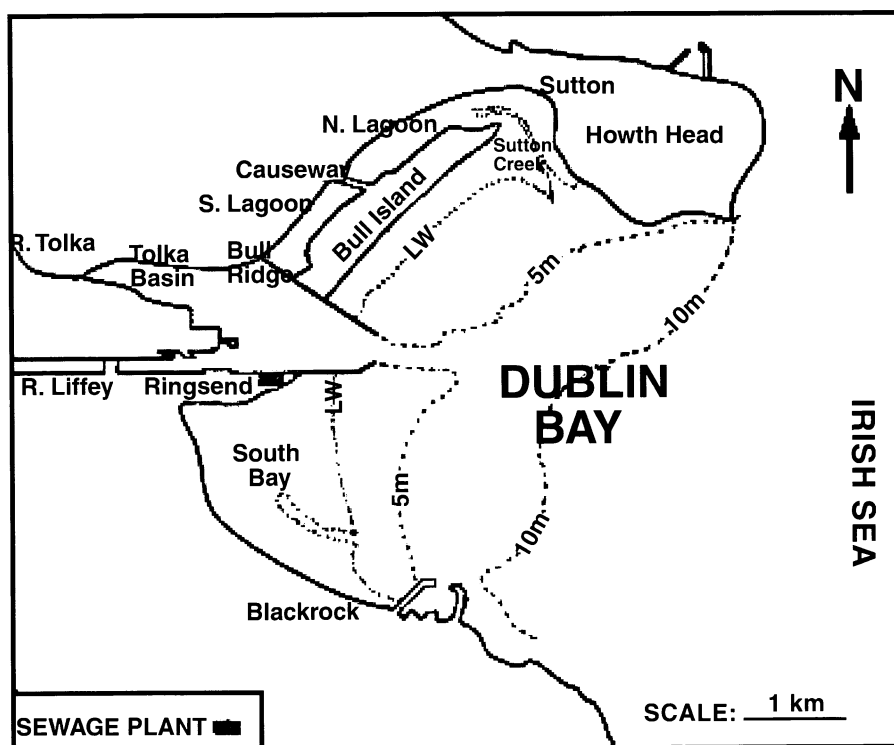 Sutton
N
N. Lagoon
Howth Head
Sutton
Creek
Causeway
S. Lagoon
Bull Island
R. Tolka
Tolka
Basin
Bull
Ridge
LW
5m
10m
R. Liffey
Ringsend
LW
DUBLIN
BAY
IRISH SEA
South
Bay
5m
10m
Blackrock
SEWAGE PLANT
SCALE:
1 km